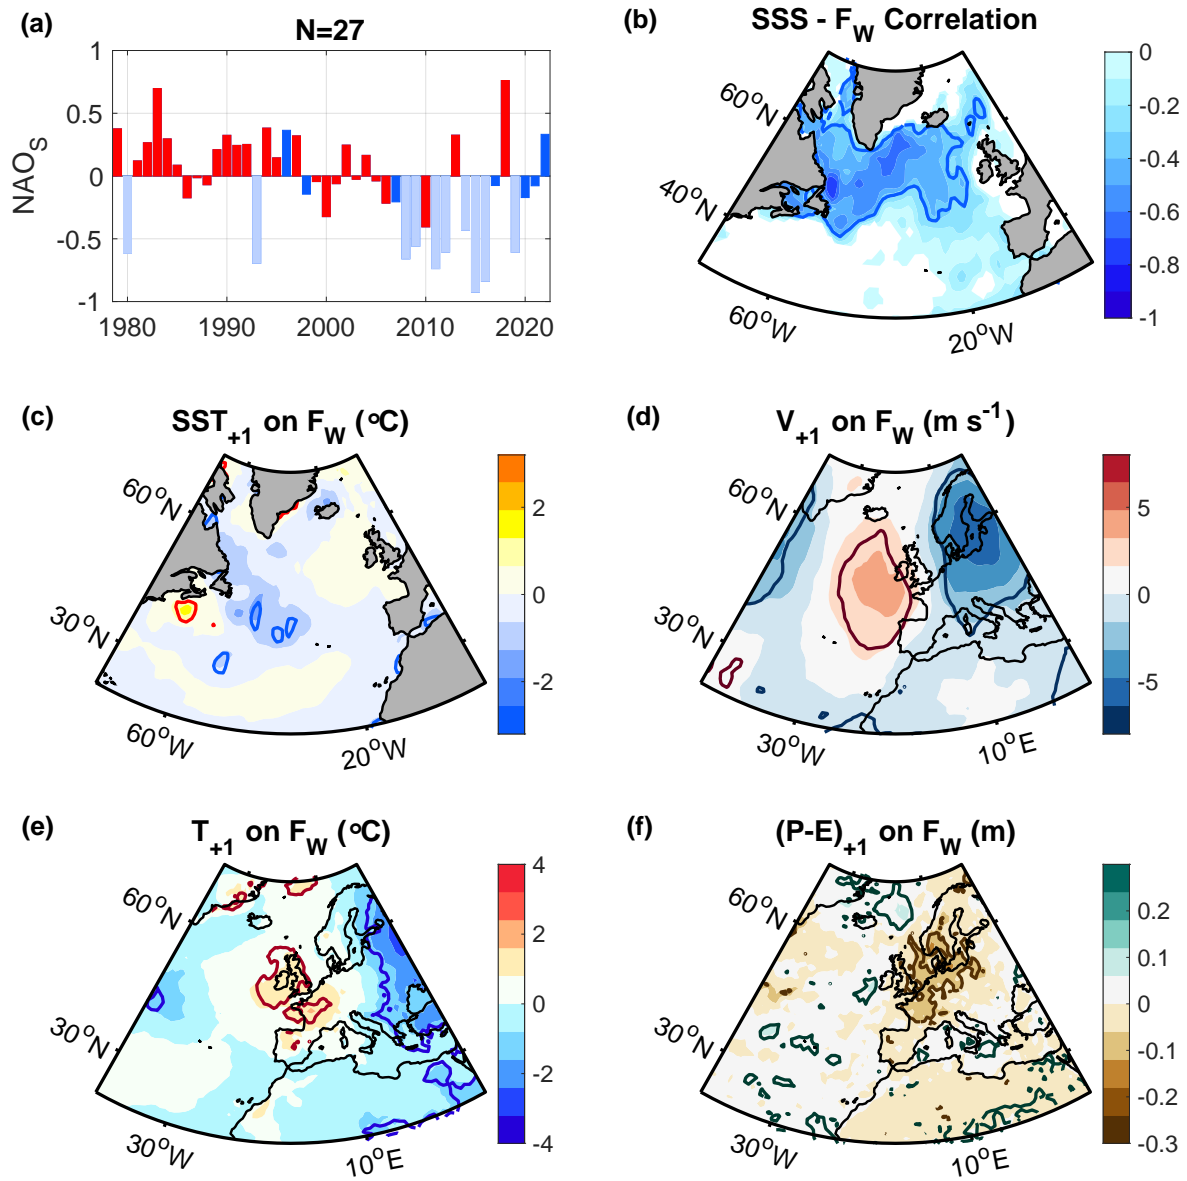 (a)
N=27
NAO_S
1
0.5
0
-0.5
-1
1980
1990
2000
2010
2020
(b)
SSS - F_W Correlation
60°N
40°N
60°W
20°W
0
-0.2
-0.4
-0.6
-0.8
-1
(c)
SST_+1 on F_W (°C)
60°N
30°N
60°W
20°W
2
0
-2
(d)
V_+1 on F_W (m s^-1)
60°N
30°N
30°W
10°E
5
0
-5
(e)
T_+1 on F_W (°C)
60°N
30°N
30°W
10°E
4
2
0
-2
-4
(f)
(P-E)_+1 on F_W (m)
60°N
30°N
30°W
10°E
0.2
0.1
0
-0.1
-0.2
-0.3